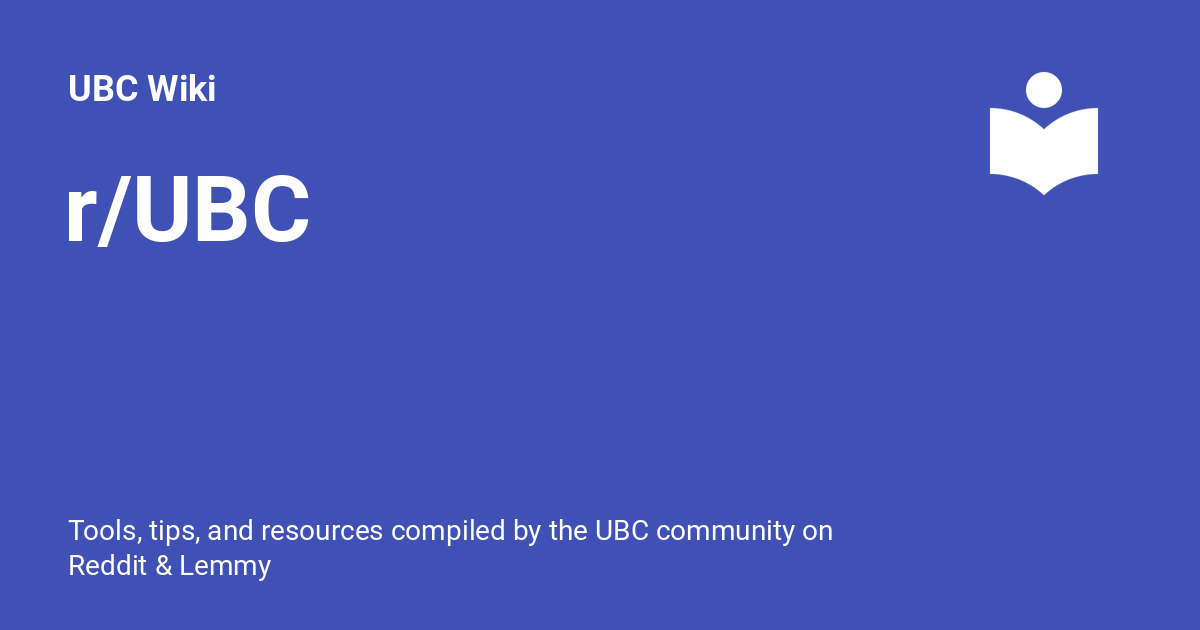 UBC Wiki
r/UBC
Tools, tips, and resources compiled by the UBC community on
Reddit & Lemmy